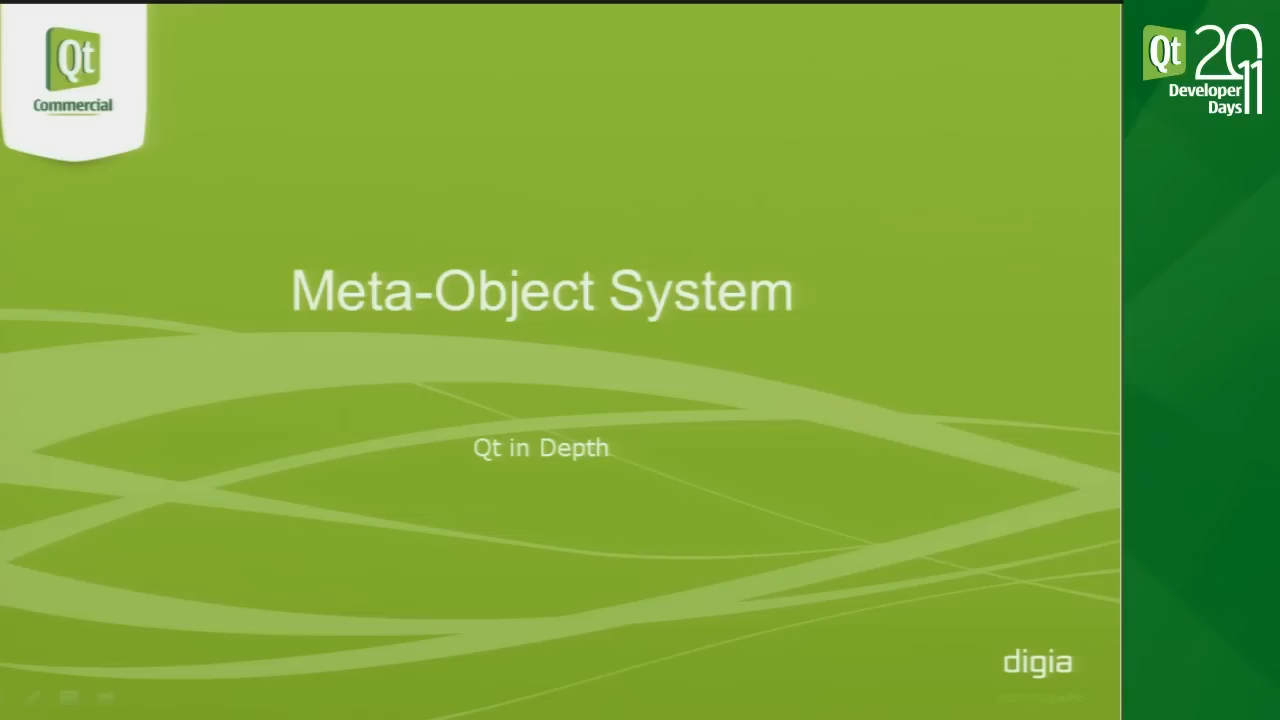 Qt
Commercial
Qt 2011
Developer
Days
Meta-Object System
Qt in Depth
digia